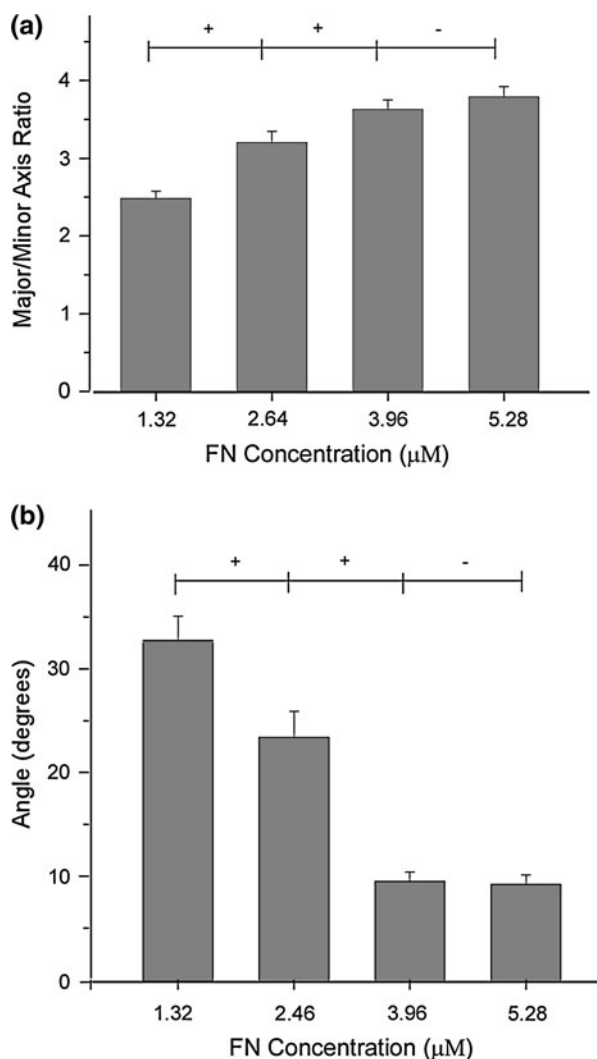 (a)
+ + -
4
3
2
1
0
Major/Minor Axis Ratio
1.32 2.64 3.96 5.28
FN Concentration (μM)
(b)
+ + -
40
30
20
10
0
Angle (degrees)
1.32 2.46 3.96 5.28
FN Concentration (μM)